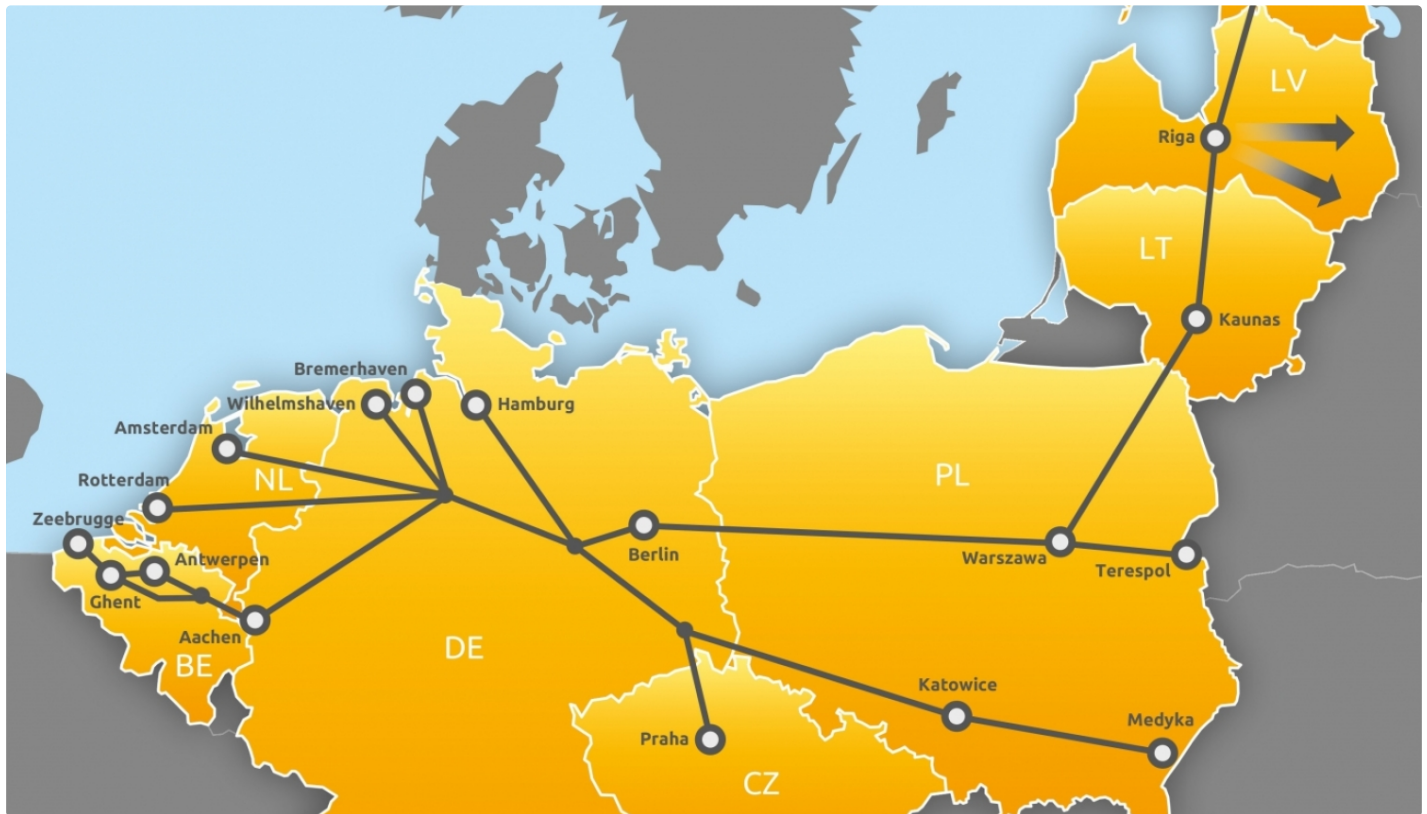 LV
Riga
LT
Kaunas
Bremerhaven
Wilhelmshaven
Hamburg
Amsterdam
Rotterdam
NL
PL
Zeebrugge
Antwerpen
Berlin
Warszawa
Terespol
Ghent
Aachen
BE
DE
Katowice
Medyka
Praha
CZ